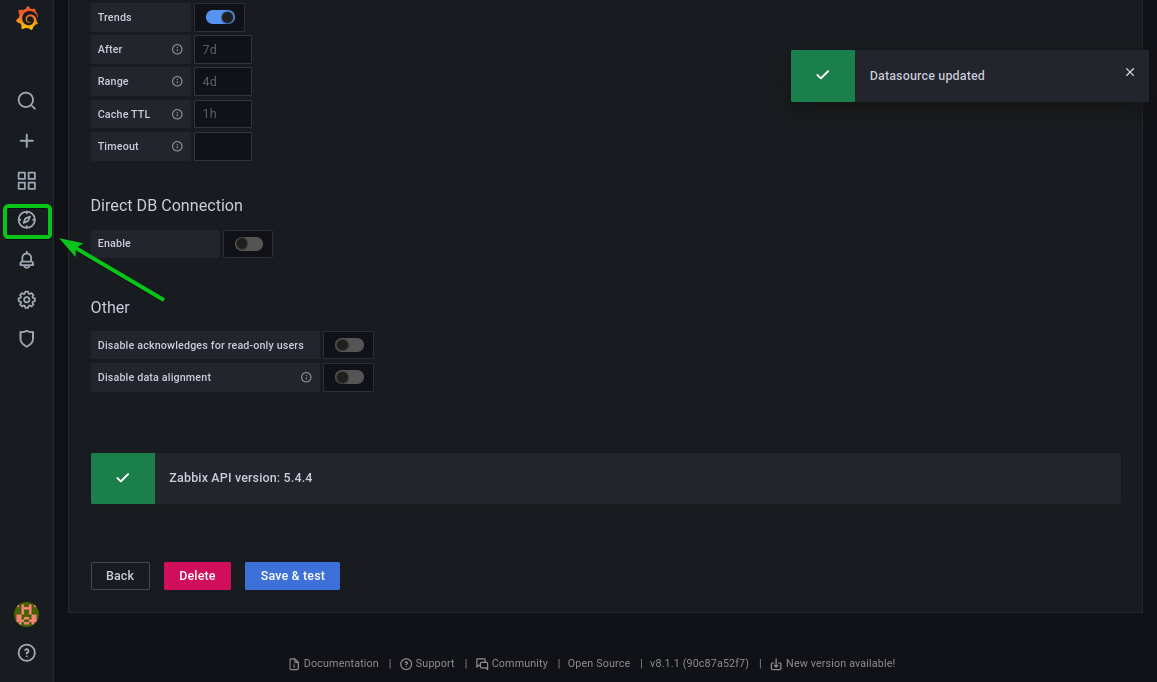 Trends
After 7d
Range 4d
Cache TTL 1h
Timeout
Datasource updated
Direct DB Connection
Enable
Other
Disable acknowledges for read-only users
Disable data alignment
Zabbix API version: 5.4.4
Back Delete Save & test
Documentation | Support | Community | Open Source | v8.1.1 (90c87a52f7) | New version available!